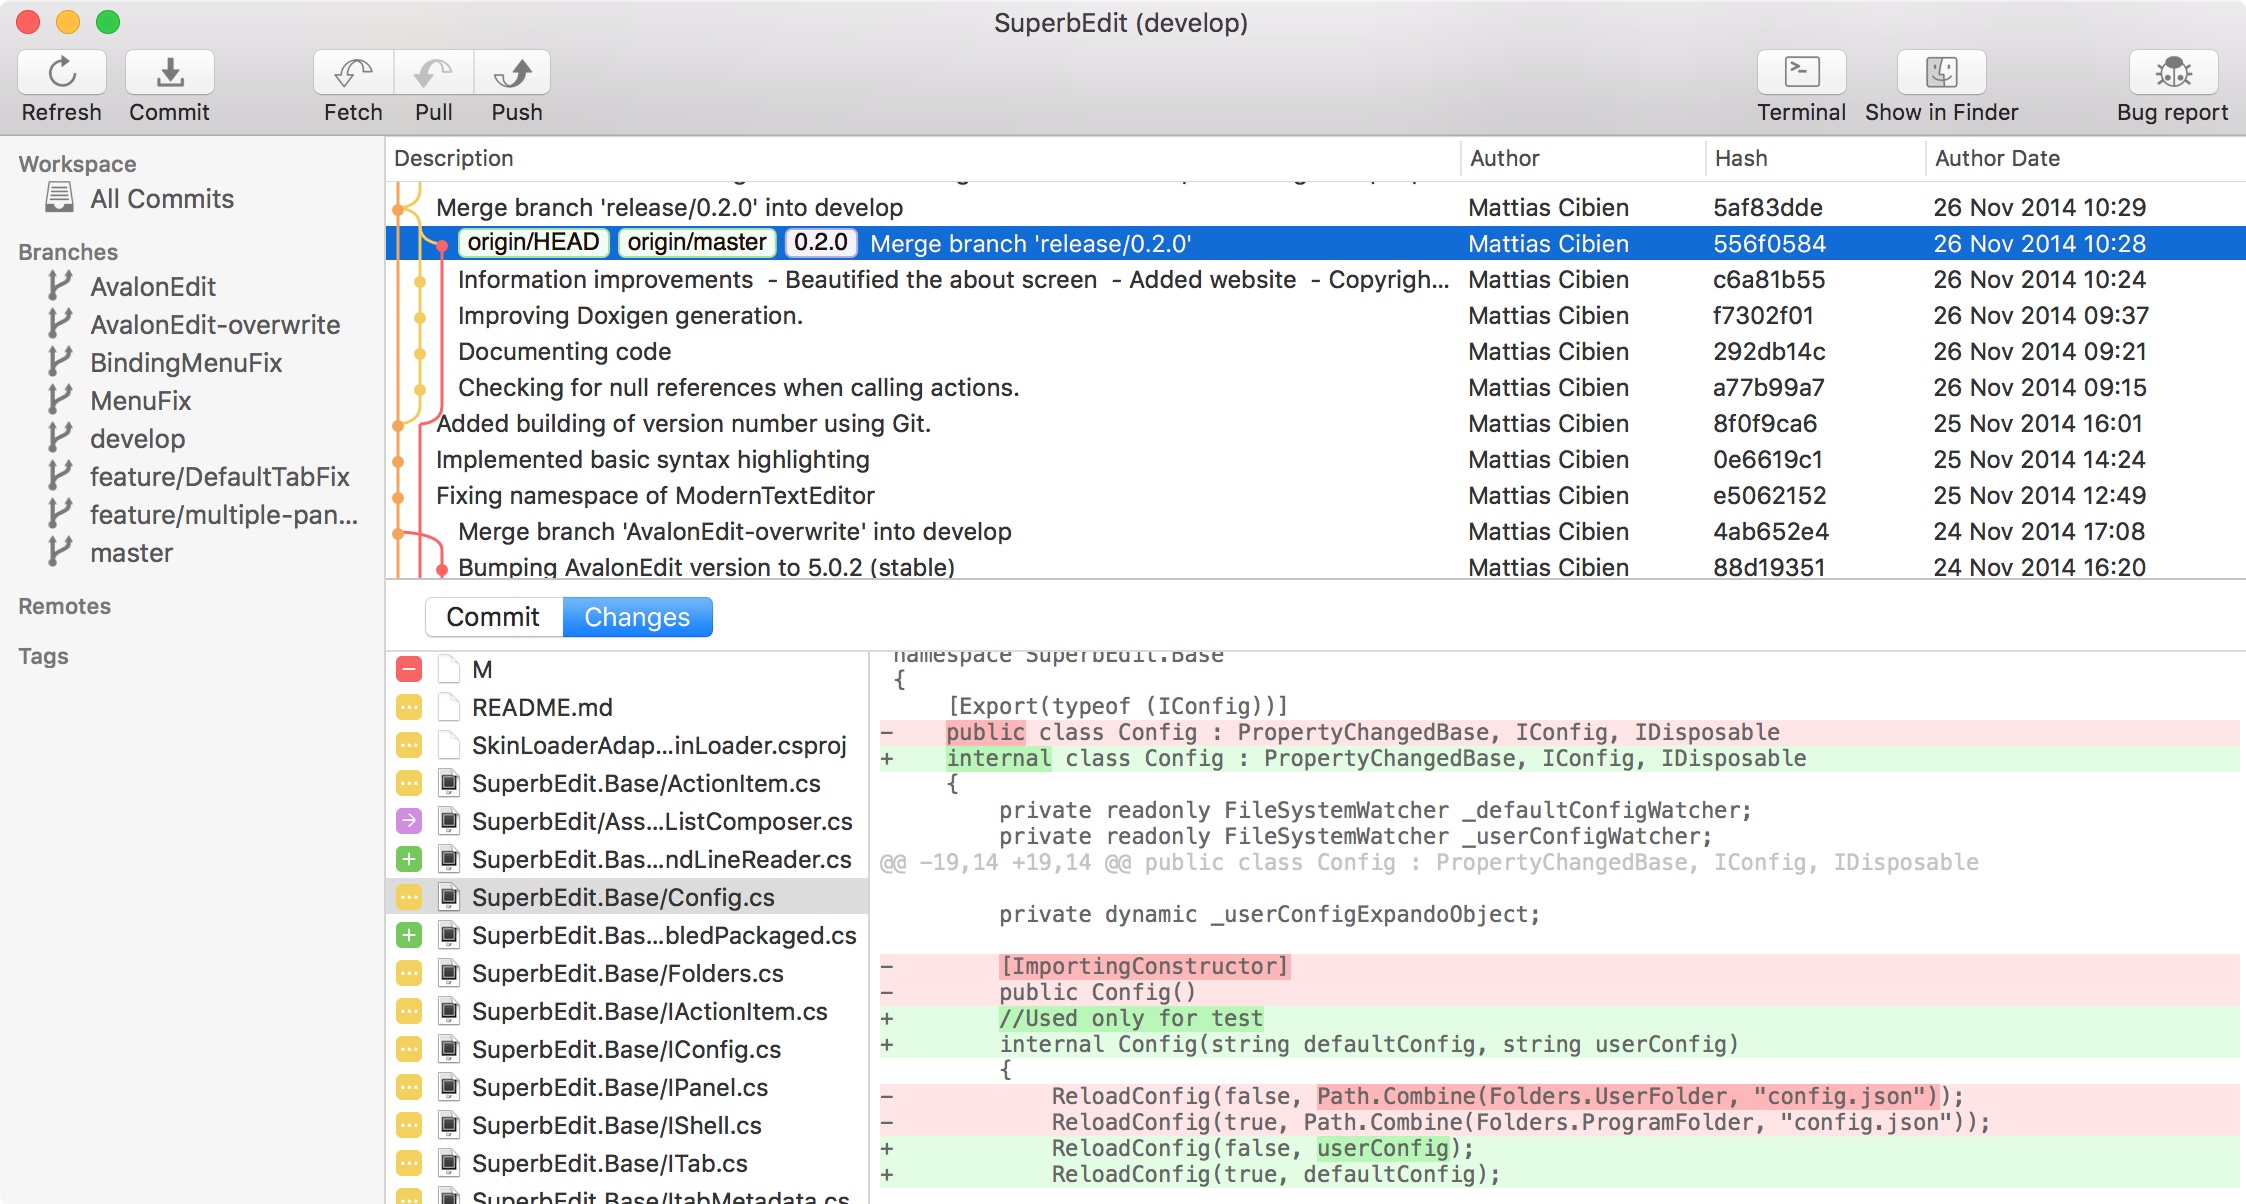 SuperbEdit (develop)
Refresh
Commit
Fetch
Pull
Push
Terminal
Show in Finder
Bug report
Workspace
All Commits
Branches
AvalonEdit
AvalonEdit-overwrite
BindingMenuFix
MenuFix
develop
feature/DefaultTabFix
feature/multiple-pan...
master
Remotes
Tags
Description Author Hash Author Date
Merge branch 'release/0.2.0' into develop Mattias Cibien 5af83dde 26 Nov 2014 10:29
origin/HEAD origin/master 0.2.0 Merge branch 'release/0.2.0' Mattias Cibien 556f0584 26 Nov 2014 10:28
Information improvements - Beautified the about screen - Added website - Copyrigh... Mattias Cibien c6a81b55 26 Nov 2014 10:24
Improving Doxigen generation. Mattias Cibien f7302f01 26 Nov 2014 09:37
Documenting code Mattias Cibien 292db14c 26 Nov 2014 09:21
Checking for null references when calling actions. Mattias Cibien a77b99a7 26 Nov 2014 09:15
Added building of version number using Git. Mattias Cibien 8f0f9ca6 25 Nov 2014 16:01
Implemented basic syntax highlighting Mattias Cibien 0e6619c1 25 Nov 2014 14:24
Fixing namespace of ModernTextEditor Mattias Cibien e5062152 25 Nov 2014 12:49
Merge branch 'AvalonEdit-overwrite' into develop Mattias Cibien 4ab652e4 24 Nov 2014 17:08
Bumping AvalonEdit version to 5.0.2 (stable) Mattias Cibien 88d19351 24 Nov 2014 16:20
Commit Changes
M
README.md
SkinLoaderAdap...inLoader.csproj
SuperbEdit.Base/ActionItem.cs
SuperbEdit/Ass...ListComposer.cs
SuperbEdit.Bas...ndLineReader.cs
SuperbEdit.Base/Config.cs
SuperbEdit.Bas...bledPackaged.cs
SuperbEdit.Base/Folders.cs
SuperbEdit.Base/IActionItem.cs
SuperbEdit.Base/IConfig.cs
SuperbEdit.Base/IPanel.cs
SuperbEdit.Base/IShell.cs
SuperbEdit.Base/ITab.cs
SuperbEdit.Base/ItabMetadata.cs
namespace SuperbEdit.Base
{
[Export(typeof (IConfig))]
- public class Config : PropertyChangedBase, IConfig, IDisposable
+ internal class Config : PropertyChangedBase, IConfig, IDisposable
{
private readonly FileSystemWatcher _defaultConfigWatcher;
private readonly FileSystemWatcher _userConfigWatcher;
@@ -19,14 +19,14 @@ public class Config : PropertyChangedBase, IConfig, IDisposable
private dynamic _userConfigExpandoObject;
- [ImportingConstructor]
- public Config()
+ //Used only for test
+ internal Config(string defaultConfig, string userConfig)
{
- ReloadConfig(false, Path.Combine(Folders.UserFolder, "config.json"));
- ReloadConfig(true, Path.Combine(Folders.ProgramFolder, "config.json"));
+ ReloadConfig(false, userConfig);
+ ReloadConfig(true, defaultConfig);